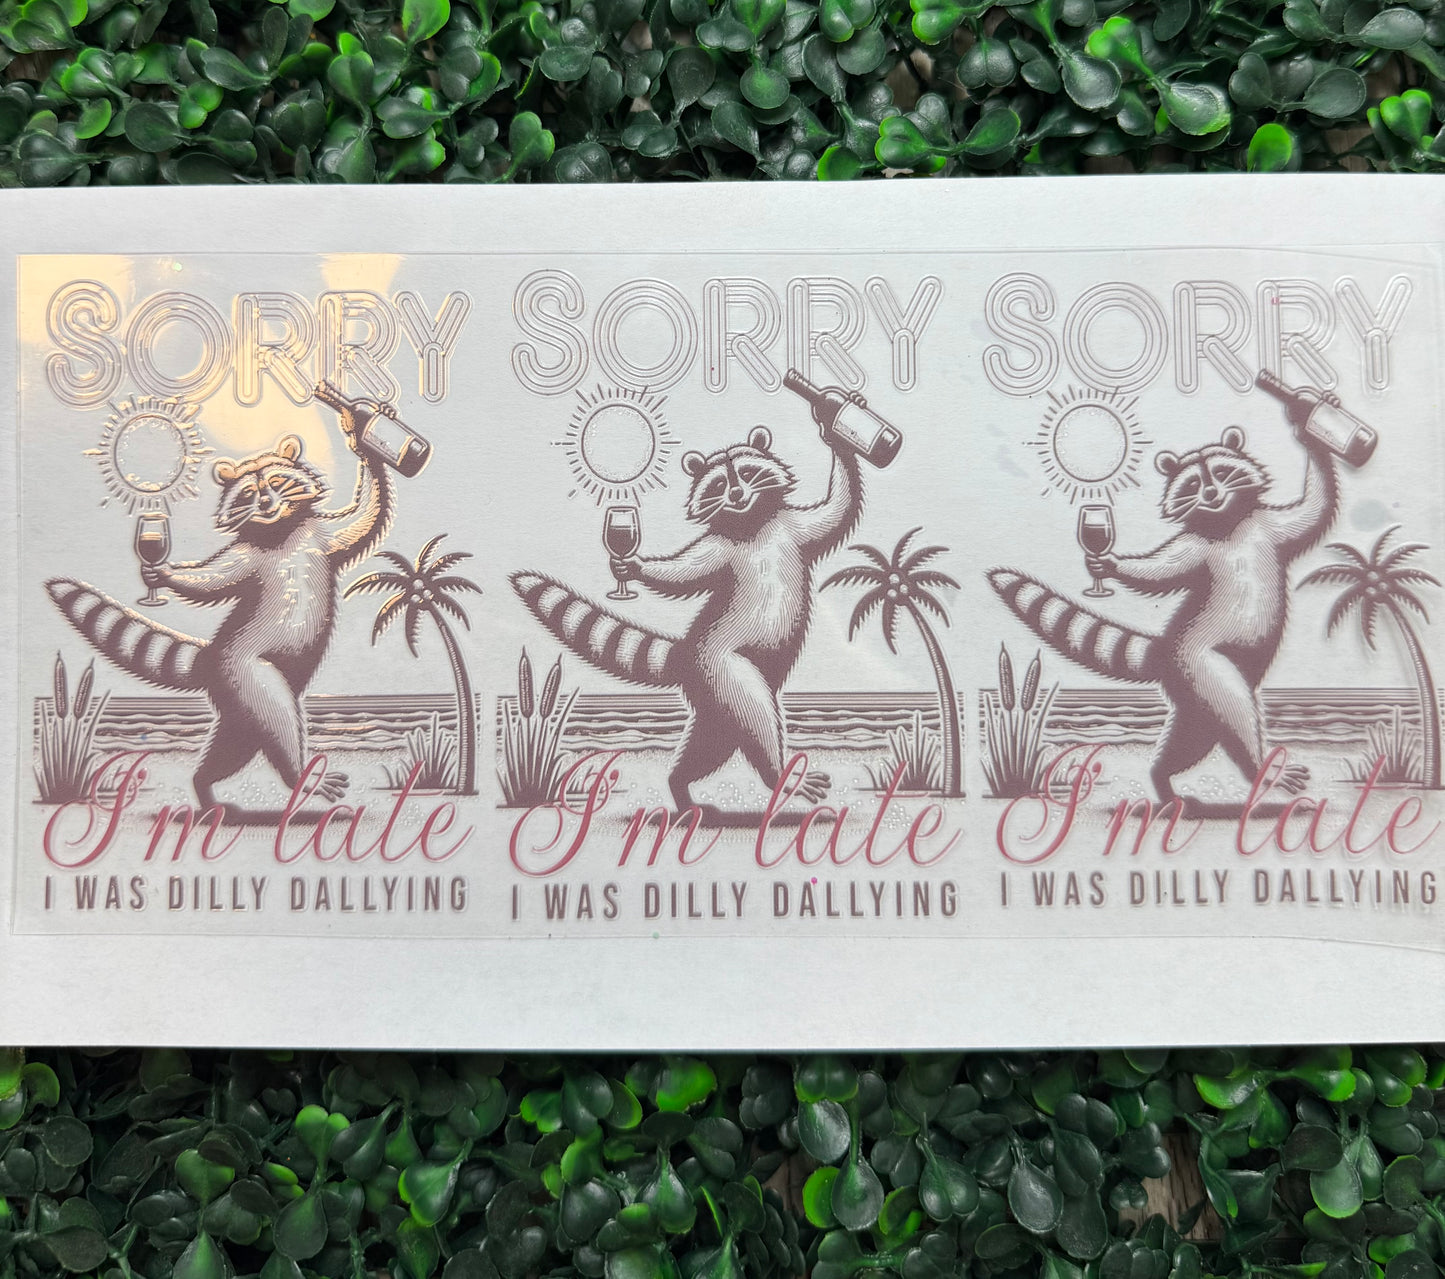 SORRY SORRY SORRY
I'm late I'm late I'm late
I WAS DILLY DALLYING I WAS DILLY DALLYING I WAS DILLY DALLYING